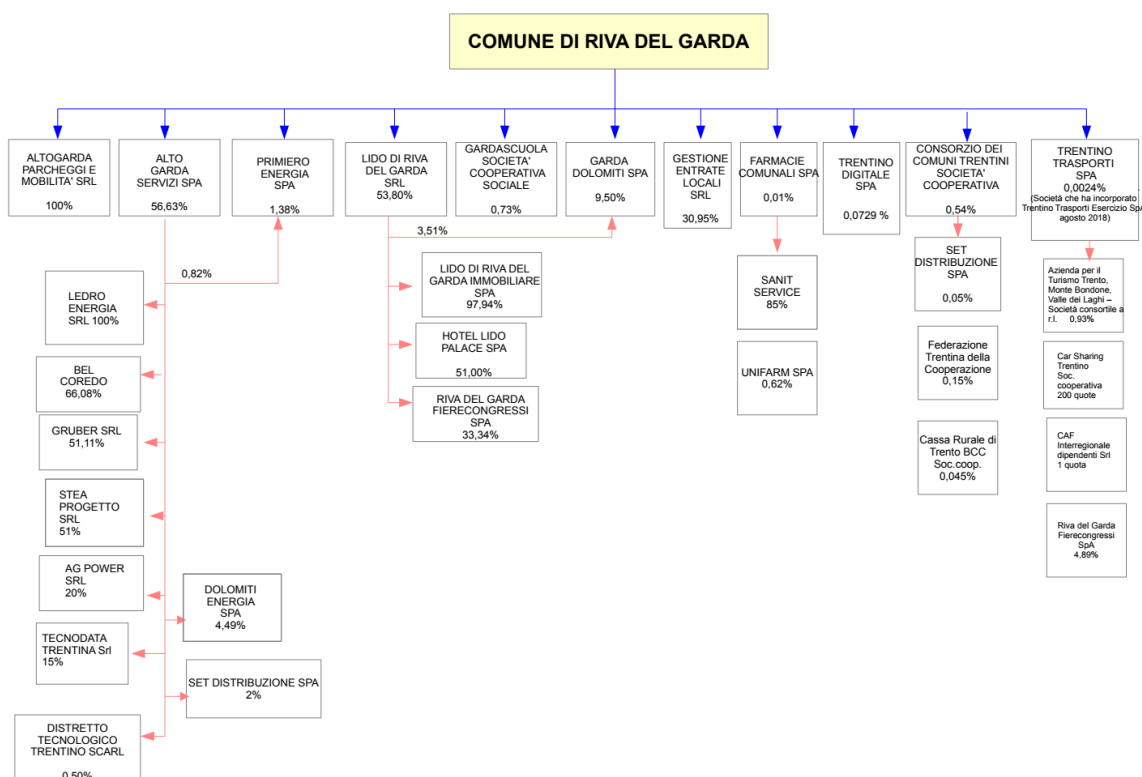 COMUNE DI RIVA DEL GARDA
ALTOGARDA
PARCHEGGI E
MOBILITA' SRL
100%
ALTO
GARDA
SERVIZI SPA
56,63%
PRIMIERO
ENERGIA
SPA
1,38%
LIDO DI RIVA
DEL GARDA
SRL
53,80%
GARDASCUOLA
SOCIETA'
COOPERATIVA
SOCIALE
0,73%
GARDA
DOLOMITI SPA
9,50%
GESTIONE
ENTRATE
LOCALI
SRL
30,95%
FARMACIE
COMUNALI SPA
0,01%
TRENTINO
DIGITALE
SPA
0,0729 %
CONSORZIO DEI
COMUNI TRENTINI
SOCIETA'
COOPERATIVA
0,54%
TRENTINO
TRASPORTI
SPA
0,0024%
(Società che ha incorporato
Trentino Trasporti Esercizio SpA
agosto 2018)
0,82%
3,51%
LEDRO
ENERGIA
SRL 100%
BEL
COREDO
66,08%
GRUBER SRL
51,11%
STEA
PROGETTO
SRL
51%
AG POWER
SRL
20%
TECNODATA
TRENTINA Srl
15%
DISTRETTO
TECNOLOGICO
TRENTINO SCARL
0,50%
DOLOMITI
ENERGIA
SPA
4,49%
SET DISTRIBUZIONE SPA
2%
LIDO DI RIVA DEL
GARDA IMMOBILIARE
SPA
97,94%
HOTEL LIDO
PALACE SPA
51,00%
RIVA DEL GARDA
FIERECONGRESSI
SPA
33,34%
SANIT
SERVICE
85%
UNIFARM SPA
0,62%
SET
DISTRIBUZIONE
SPA
0,05%
Federazione
Trentina della
Cooperazione
0,15%
Cassa Rurale di
Trento BCC
Soc.coop.
0,045%
Azienda per il
Turismo Trento,
Monte Bondone,
Valle dei Laghi –
Società consortile a
r.l. 0,93%
Car Sharing
Trentino
Soc.
cooperativa
200 quote
CAF
Interregionale
dipendenti Srl
1 quota
Riva del Garda
Fierecongressi
SpA
4,89%